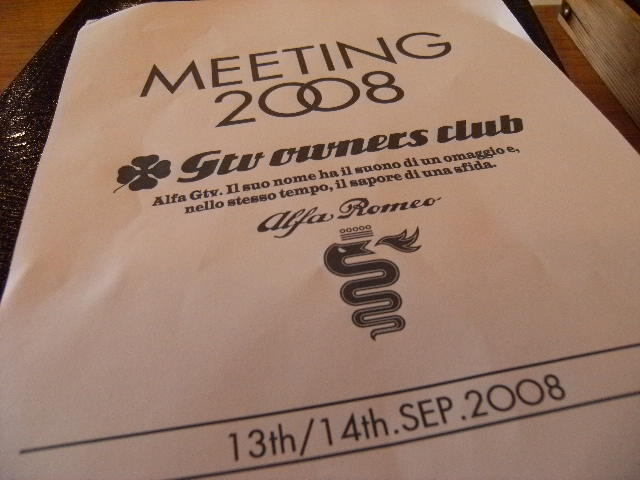 MEETING
2008
Gtv owners club
Alfa Gtv. Il suo nome ha il suono di un omaggio e,
nello stesso tempo, il sapore di una sfida.
Alfa Romeo
13th/14th.SEP.2008